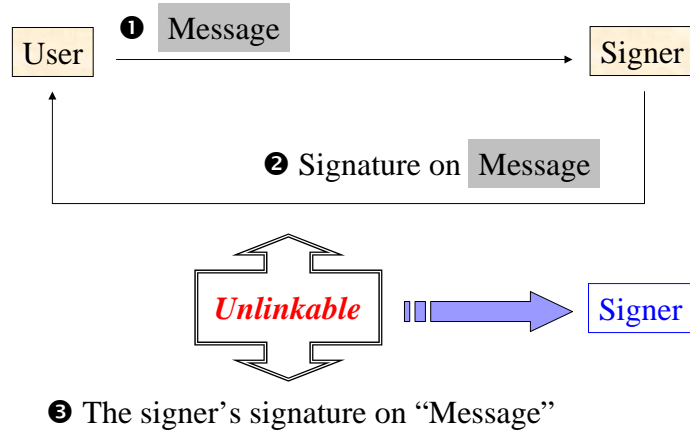 ❶ Message
User
Signer
❷ Signature on Message
Unlinkable
Signer
❸ The signer’s signature on “Message”